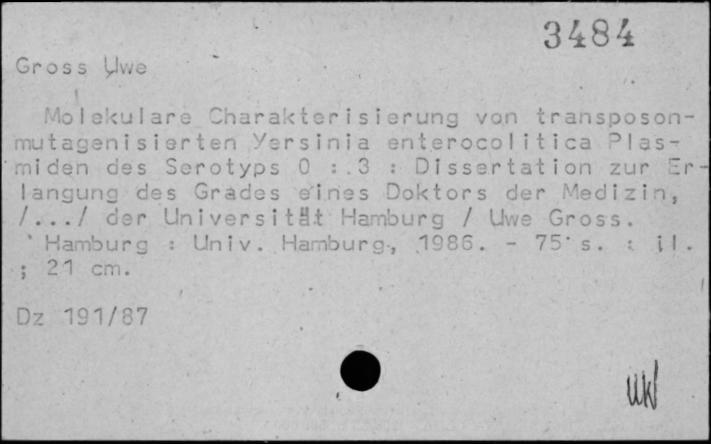 3484
Gross Uwe
Molekulare Charakterisierung von transposon-
mutagenisierten Yersinia enterocolitica Plas-
miden des Serotyps 0 : 3 : Dissertation zur Er-
langung des Grades eines Doktors der Medizin,
/.../ der Universität Hamburg / Uwe Gross.
Hamburg : Univ. Hamburg, 1986. - 75 s. : il.
; 21 cm.
Dz 191/87